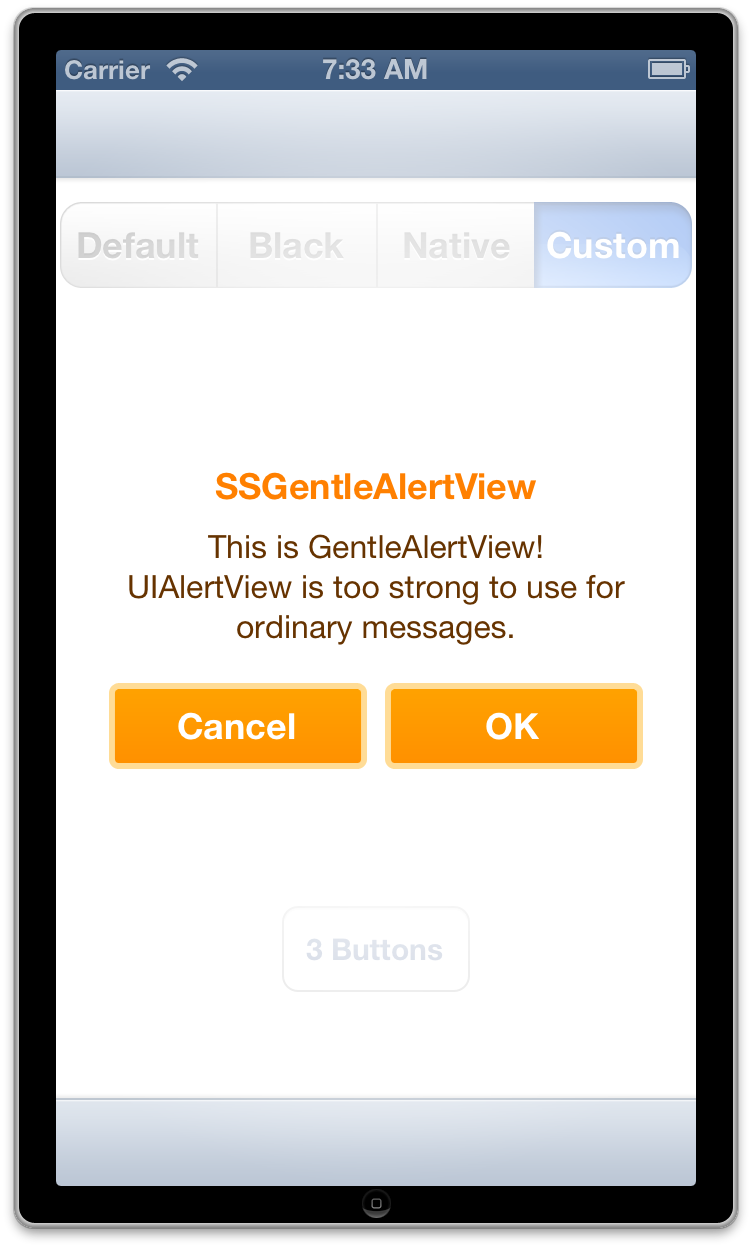 Carrier 7:33 AM
Default Black Native Custom
SSGentleAlertView
This is GentleAlertView!
UIAlertView is too strong to use for
ordinary messages.
Cancel OK
3 Buttons